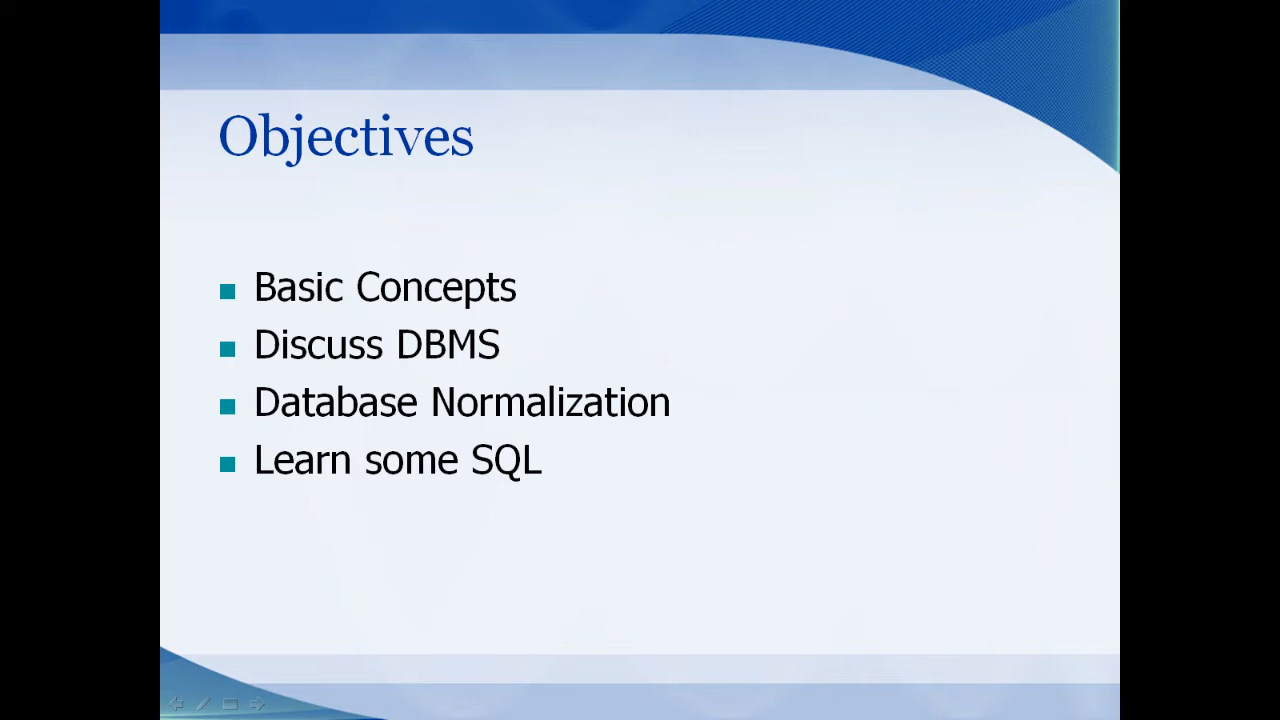 Objectives
Basic Concepts
Discuss DBMS
Database Normalization
Learn some SQL